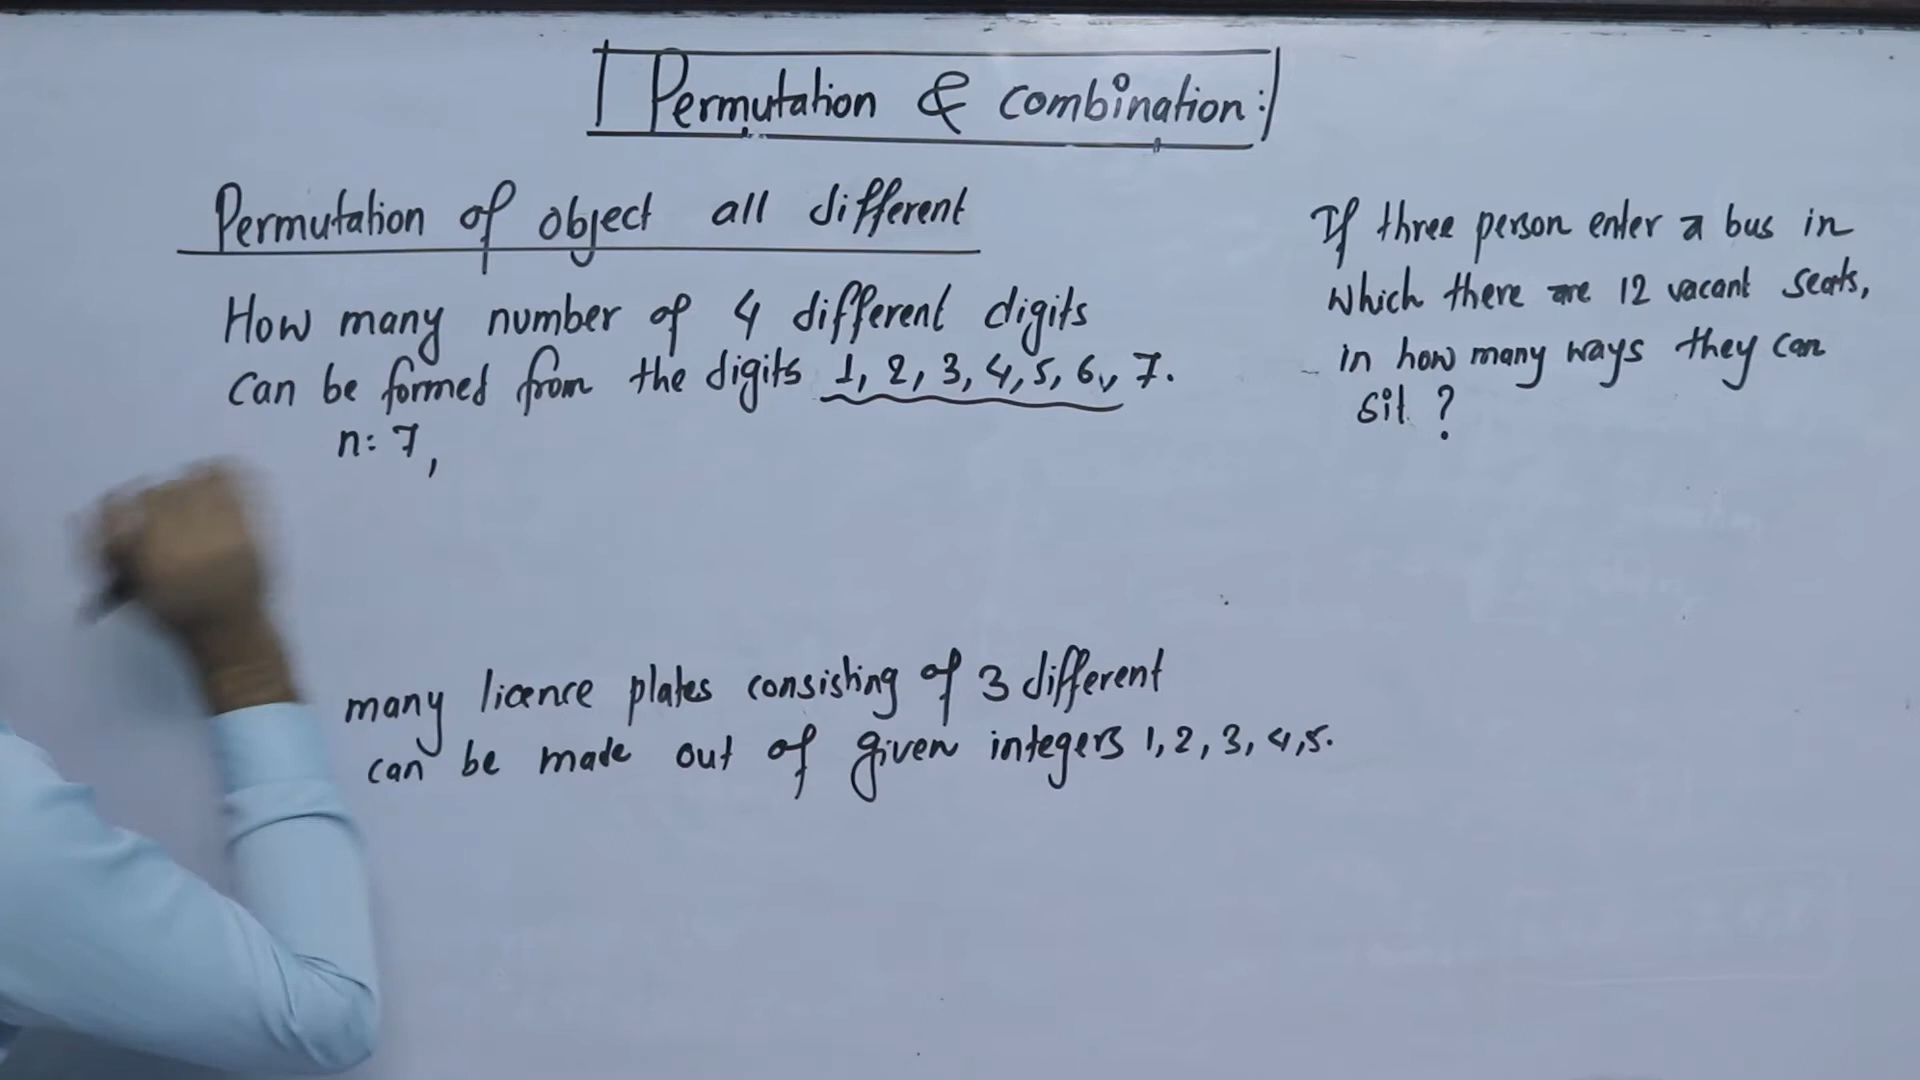 Permutation & combination:
Permutation of object all different
How many number of 4 different digits
can be formed from the digits 1, 2, 3, 4, 5, 6, 7.
n: 7,
many licence plates consisting of 3 different
can be made out of given integers 1, 2, 3, 4, 5.
If three person enter a bus in
which there are 12 vacant seats,
in how many ways they can
sit ?